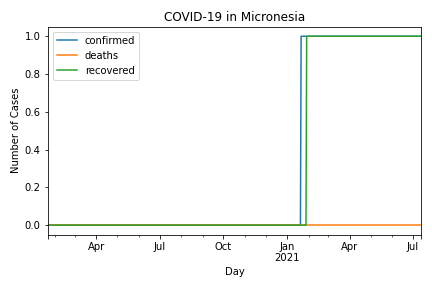 COVID-19 in Micronesia
confirmed
deaths
recovered
Number of Cases
1.0
0.8
0.6
0.4
0.2
0.0
Apr Jul Oct Jan Apr Jul
2021
Day